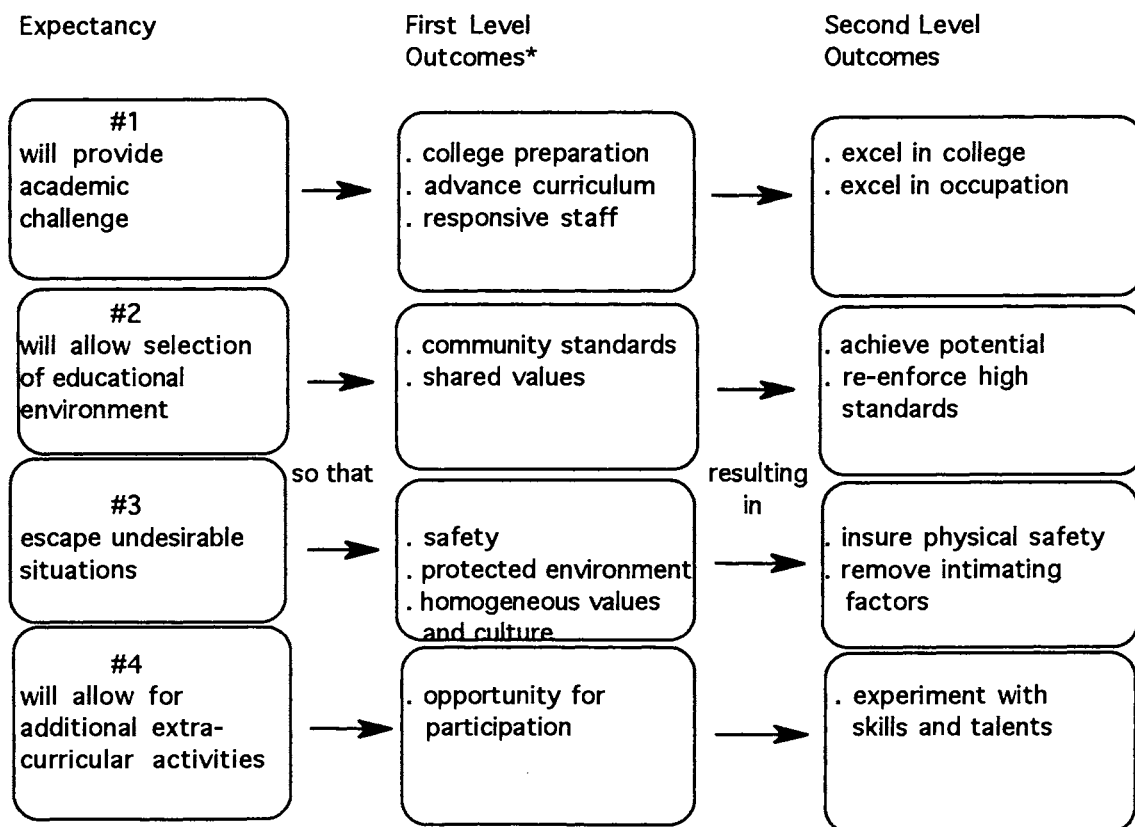 Expectancy
First Level
Outcomes*
Second Level
Outcomes
#1
will provide
academic
challenge
. college preparation
. advance curriculum
. responsive staff
. excel in college
. excel in occupation
#2
will allow selection
of educational
environment
. community standards
. shared values
. achieve potential
. re-enforce high
standards
so that
resulting
in
#3
escape undesirable
situations
. safety
. protected environment
. homogeneous values
and culture
. insure physical safety
. remove intimating
factors
#4
will allow for
additional extra-
curricular activities
. opportunity for
participation
. experiment with
skills and talents